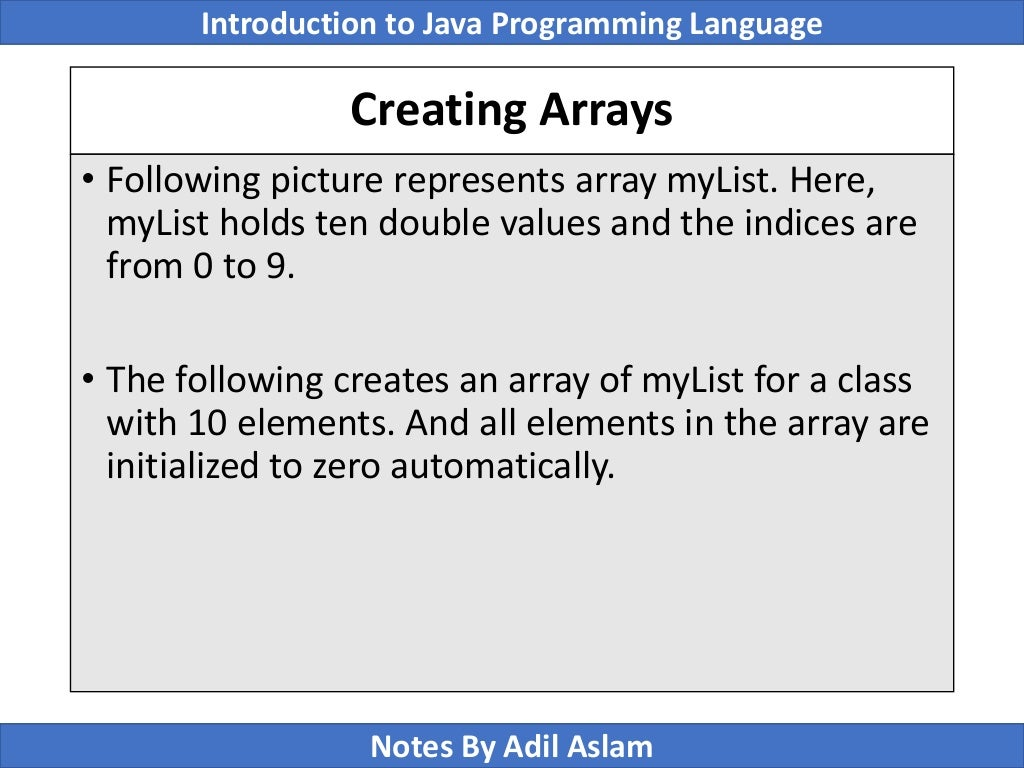 Introduction to Java Programming Language
Creating Arrays
• Following picture represents array myList. Here,
myList holds ten double values and the indices are
from 0 to 9.
• The following creates an array of myList for a class
with 10 elements. And all elements in the array are
initialized to zero automatically.
Notes By Adil Aslam